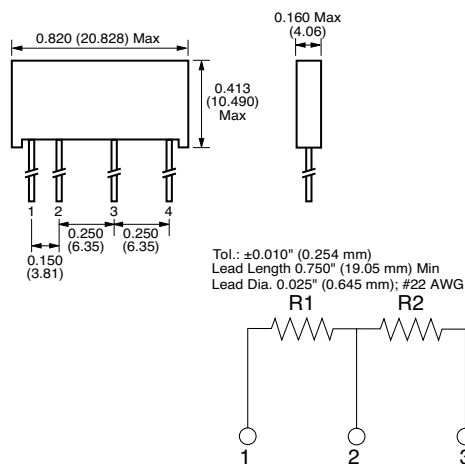 0.820 (20.828) Max
0.160 Max
(4.06)
0.413
(10.490)
Max
1 2 3 4
0.250
(6.35)
0.250
(6.35)
0.150
(3.81)
Tol.: ±0.010" (0.254 mm)
Lead Length 0.750" (19.05 mm) Min
Lead Dia. 0.025" (0.645 mm); #22 AWG
R1 R2
1 2 3